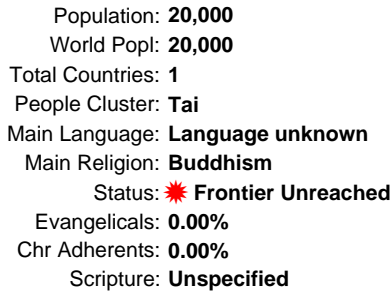 Population: 20,000
World Popl: 20,000
Total Countries: 1
People Cluster: Tai
Main Language: Language unknown
Main Religion: Buddhism
Status: Frontier Unreached
Evangelicals: 0.00%
Chr Adherents: 0.00%
Scripture: Unspecified